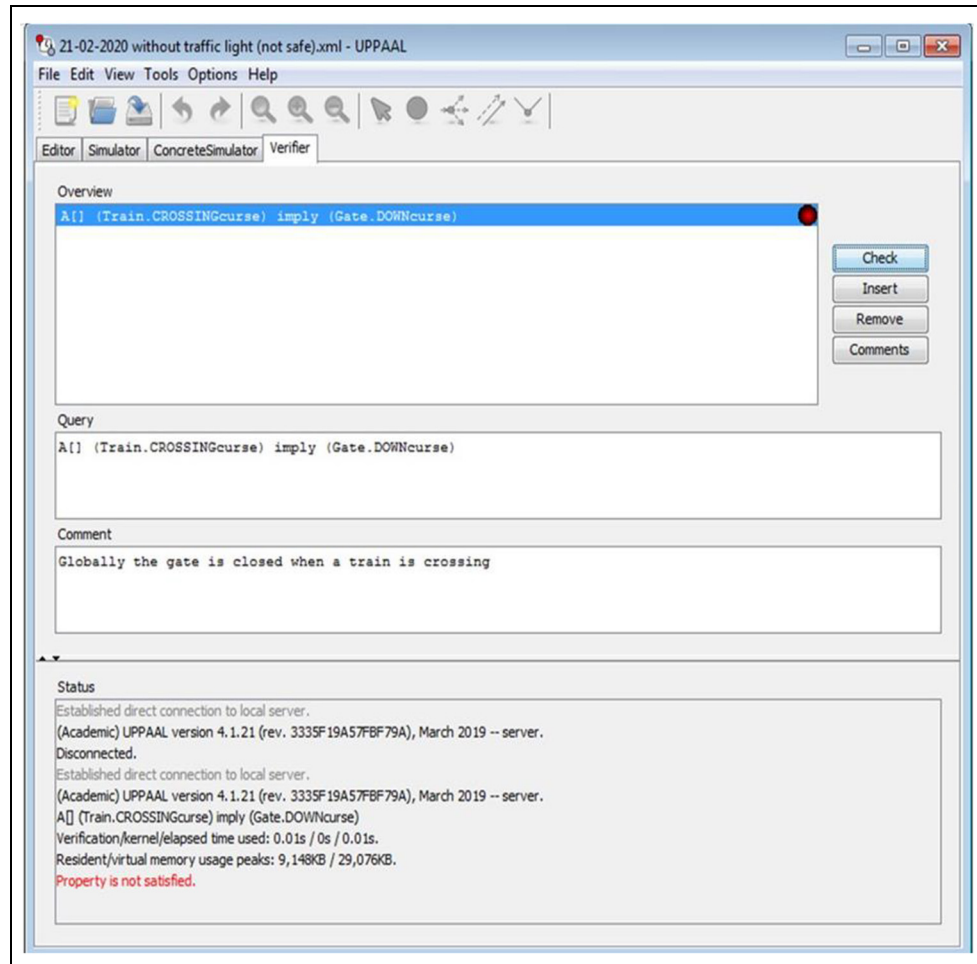 21-02-2020 without traffic light (not safe).xml - UPPAAL
File Edit View Tools Options Help
Editor Simulator ConcreteSimulator Verifier
Overview
A[] (Train.CROSSINGcurse) imply (Gate.DOWNcurse)
Check
Insert
Remove
Comments
Query
A[] (Train.CROSSINGcurse) imply (Gate.DOWNcurse)
Comment
Globally the gate is closed when a train is crossing
Status
Established direct connection to local server.
(Academic) UPPAAL version 4.1.21 (rev. 3335F19A57FBF79A), March 2019 -- server.
Disconnected.
Established direct connection to local server.
(Academic) UPPAAL version 4.1.21 (rev. 3335F19A57FBF79A), March 2019 -- server.
A[] (Train.CROSSINGcurse) imply (Gate.DOWNcurse)
Verification/kernel/elapsed time used: 0.01s / 0s / 0.01s.
Resident/virtual memory usage peaks: 9,148KB / 29,076KB.
Property is not satisfied.